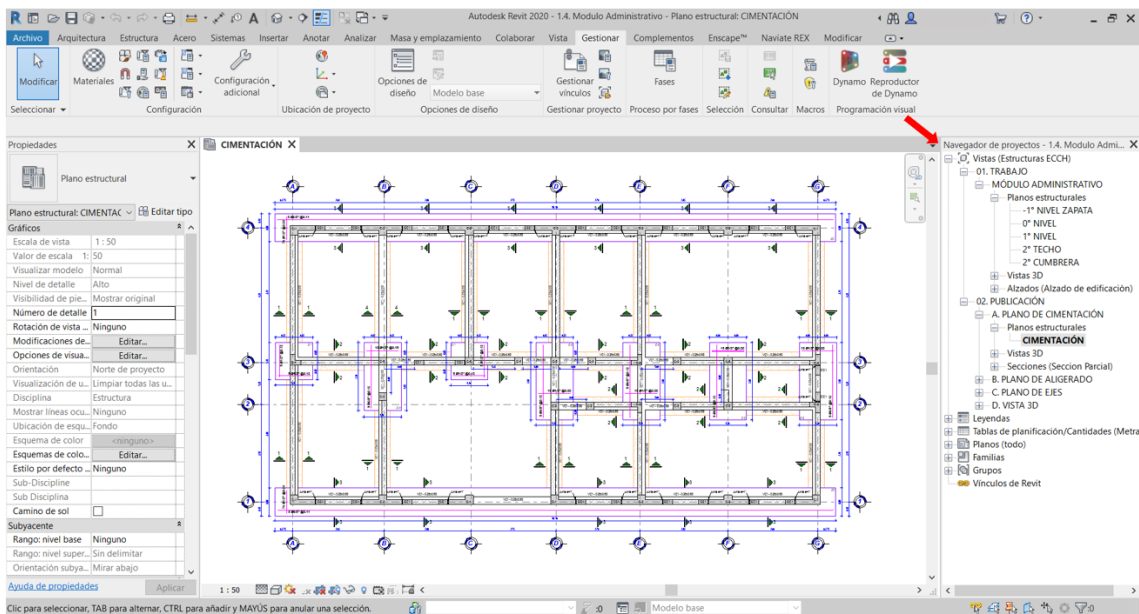 Autodesk Revit 2020 - 1.4. Modulo Administrativo - Plano estructural: CIMENTACIÓN
Archivo Arquitectura Estructura Acero Sistemas Insertar Anotar Analizar Masa y emplazamiento Colaborar Vista Gestionar Complementos Enscape™ Naviate REX Modificar
Modificar
Materiales
Configuración
adicional
Opciones de
diseño
Modelo base
Gestionar
vínculos
Fases
Dynamo
Reproductor
de Dynamo
Seleccionar
Configuración
Ubicación de proyecto
Opciones de diseño
Gestionar proyecto
Proceso por fases
Selección
Consultar
Macros
Programación visual
Propiedades
Plano estructural
Plano estructural: CIMENTAC
Editar tipo
Gráficos
Escala de vista 1 : 50
Valor de escala 1: 50
Visualizar modelo Normal
Nivel de detalle Alto
Visibilidad de pie... Mostrar original
Número de detalle 1
Rotación de vista ... Ninguno
Modificaciones de... Editar...
Opciones de visua... Editar...
Orientación Norte de proyecto
Visualización de u... Limpiar todas las u...
Disciplina Estructura
Mostrar líneas ocu... Ninguno
Ubicación de esqu... Fondo
Esquema de color <ninguno>
Esquemas de colo... Editar...
Estilo por defecto ... Ninguno
Sub-Discipline
Sub Disciplina
Camino de sol
Subyacente
Rango: nivel base Ninguno
Rango: nivel super... Sin delimitar
Orientación subya... Mirar abajo
Ayuda de propiedades
Aplicar
CIMENTACIÓN
A B C D E F G
4
3
2
1
4
3
2
1
A B C D E F G
1 : 50
Navegador de proyectos - 1.4. Modulo Admi...
Vistas (Estructuras ECCH)
01. TRABAJO
MÓDULO ADMINISTRATIVO
Planos estructurales
-1° NIVEL ZAPATA
0° NIVEL
1° NIVEL
2° TECHO
2° CUMBRERA
Vistas 3D
Alzados (Alzado de edificación)
02. PUBLICACIÓN
A. PLANO DE CIMENTACIÓN
Planos estructurales
CIMENTACIÓN
Vistas 3D
Secciones (Seccion Parcial)
B. PLANO DE ALIGERADO
C. PLANO DE EJES
D. VISTA 3D
Leyendas
Tablas de planificación/Cantidades (Metra
Planos (todo)
Familias
Grupos
Vínculos de Revit
Clic para seleccionar, TAB para alternar, CTRL para añadir y MAYÚS para anular una selección.
:0
Modelo base
:0